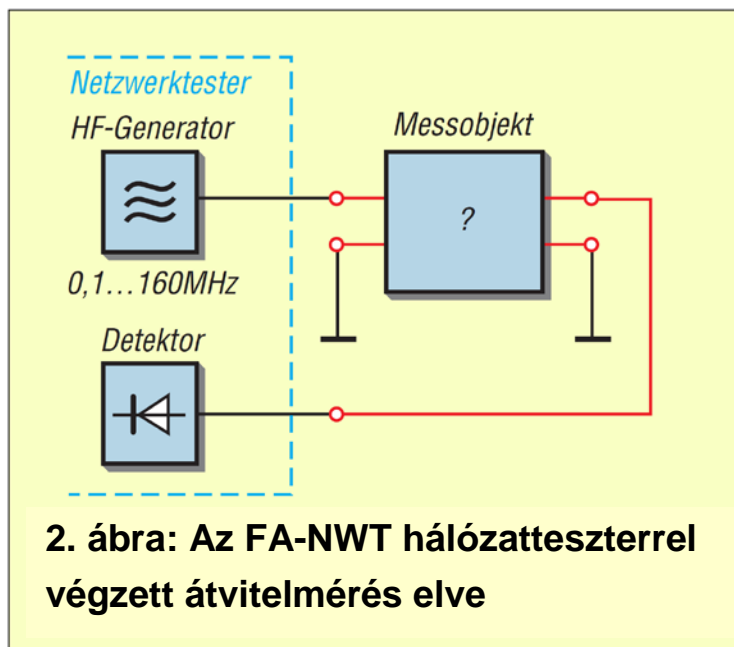 Netzwerktester
HF-Generator
Messobjekt
?
0,1...160MHz
Detektor
2. ábra: Az FA-NWT hálózatteszterrel
végzett átvitelmérés elve